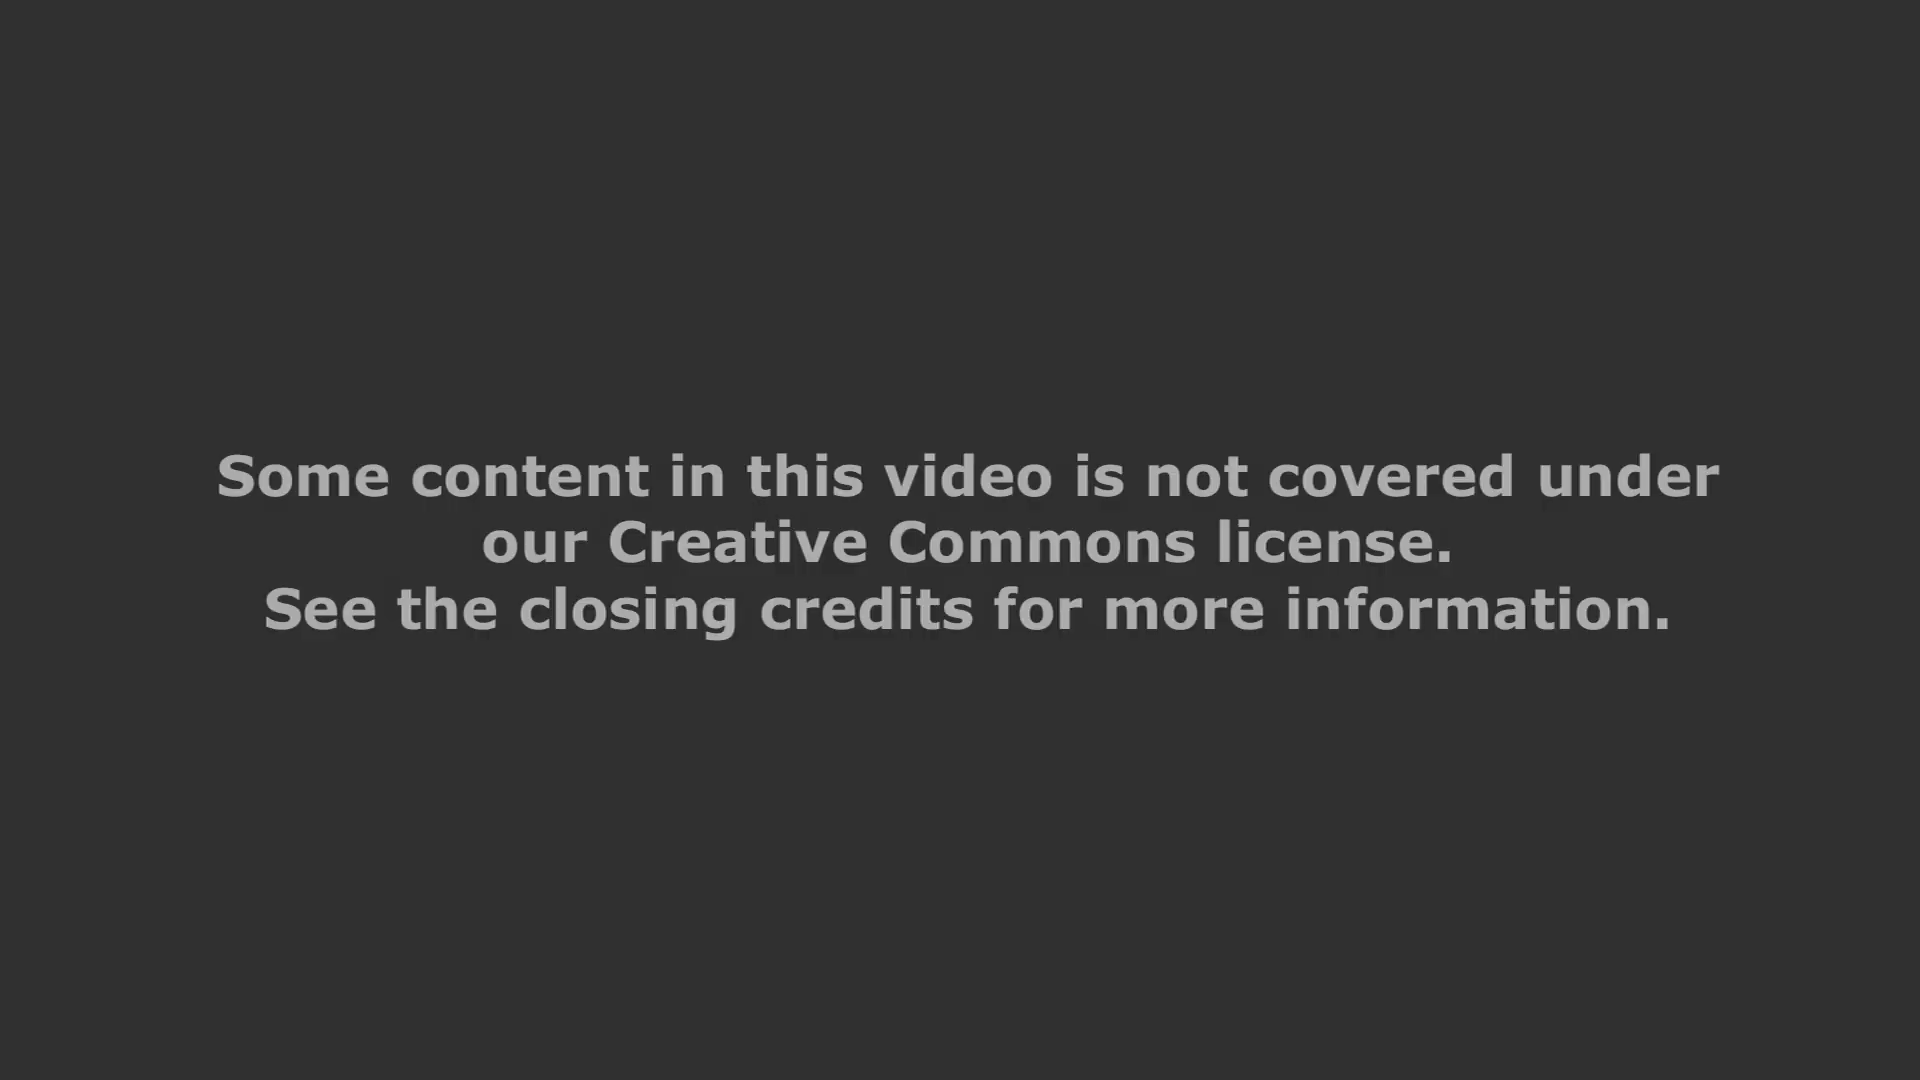 Some content in this video is not covered under
our Creative Commons license.
See the closing credits for more information.